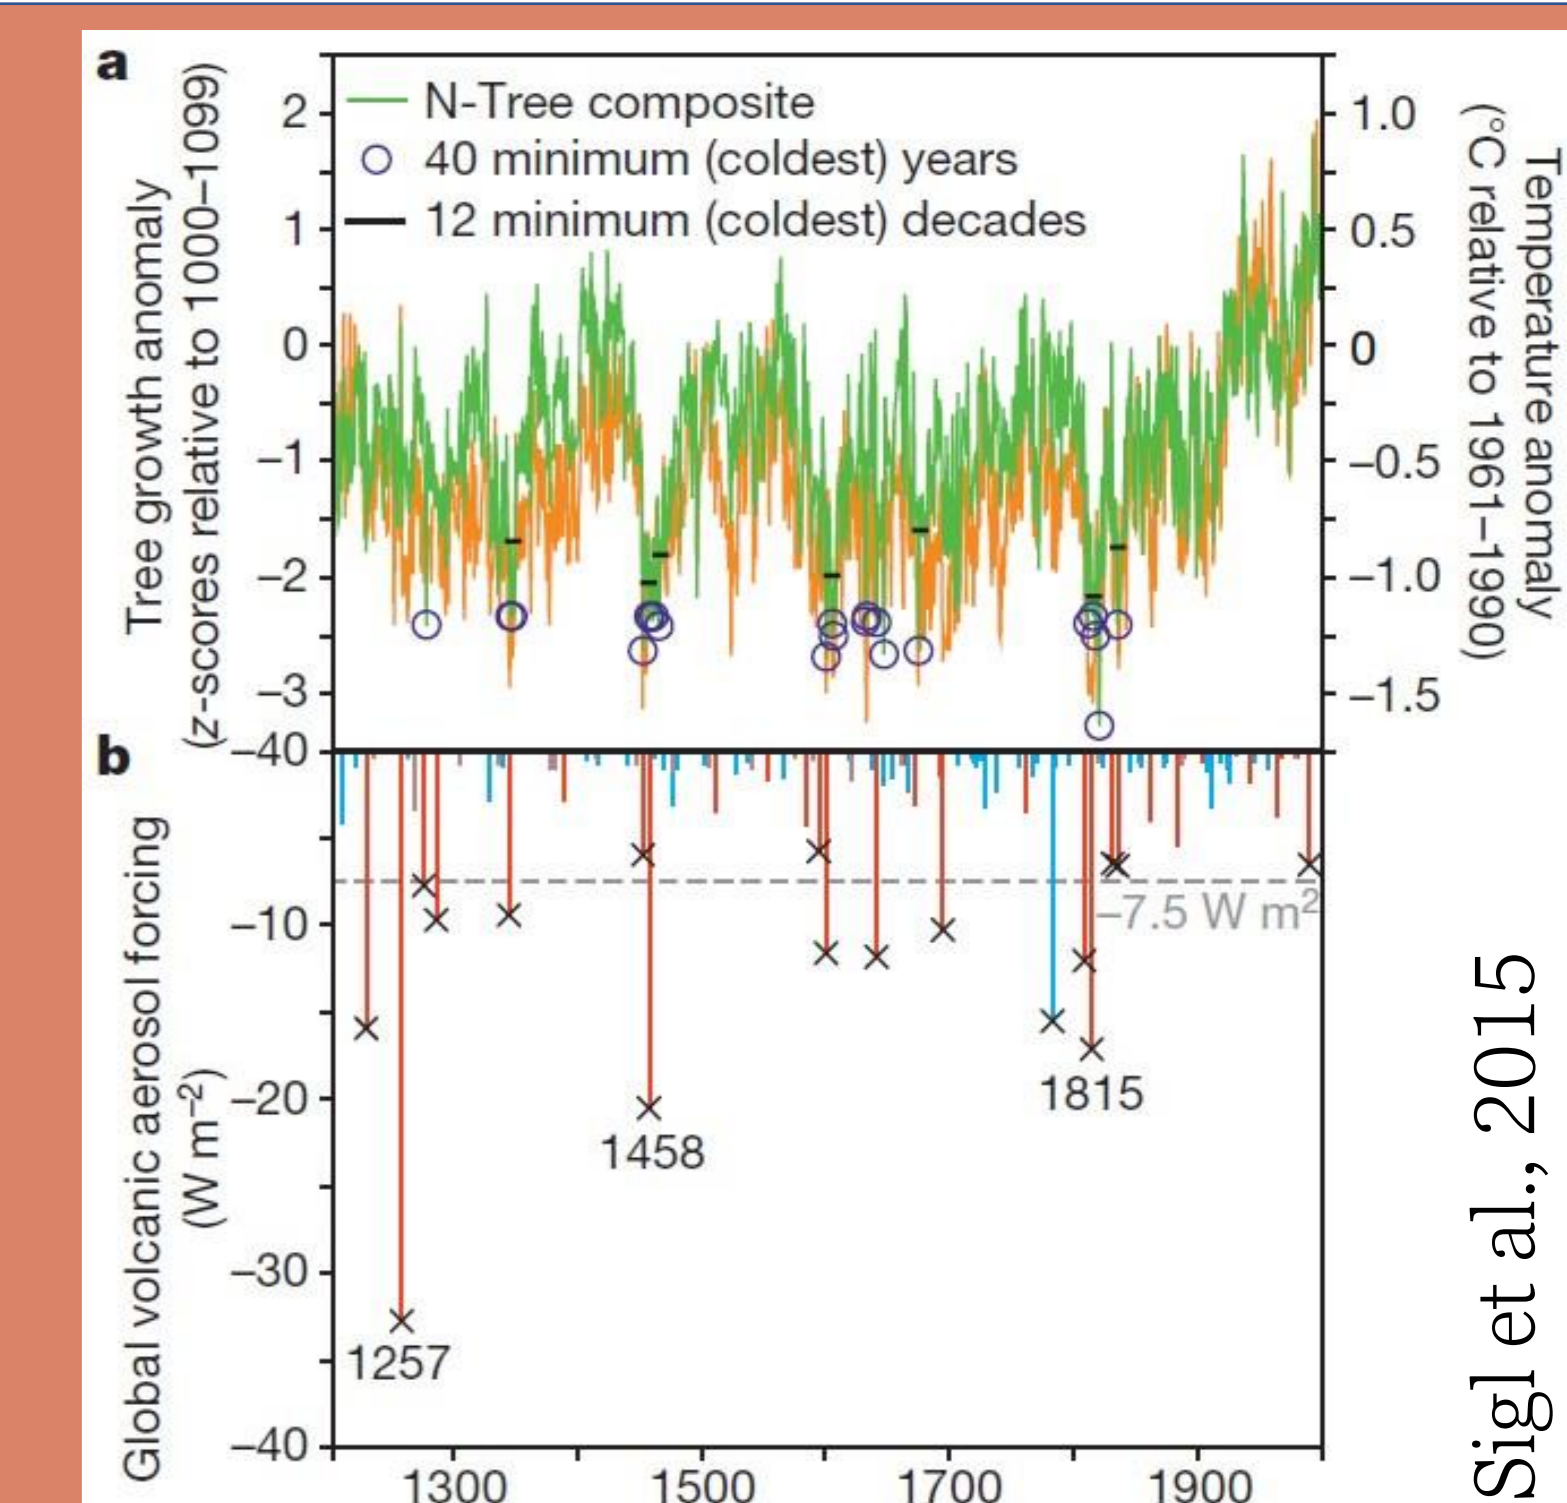 a
N-Tree composite
40 minimum (coldest) years
12 minimum (coldest) decades
Tree growth anomaly
(z-scores relative to 1000–1099)
2
1
0
–1
–2
–3
–40
1.0
0.5
0
–0.5
–1.0
–1.5
Temperature anomaly
(°C relative to 1961–1990)
b
Global volcanic aerosol forcing
(W m–2)
–10
–20
–30
–40
–7.5 W m2
1815
1458
1257
1300
1500
1700
1900
Sigl et al., 2015